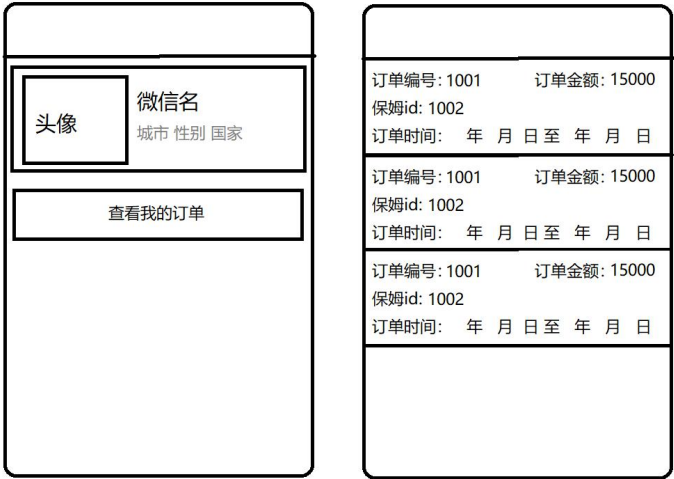 头像
微信名
城市 性别 国家
查看我的订单
订单编号: 1001 订单金额: 15000
保姆id: 1002
订单时间: 年 月 日 至 年 月 日
订单编号: 1001 订单金额: 15000
保姆id: 1002
订单时间: 年 月 日 至 年 月 日
订单编号: 1001 订单金额: 15000
保姆id: 1002
订单时间: 年 月 日 至 年 月 日